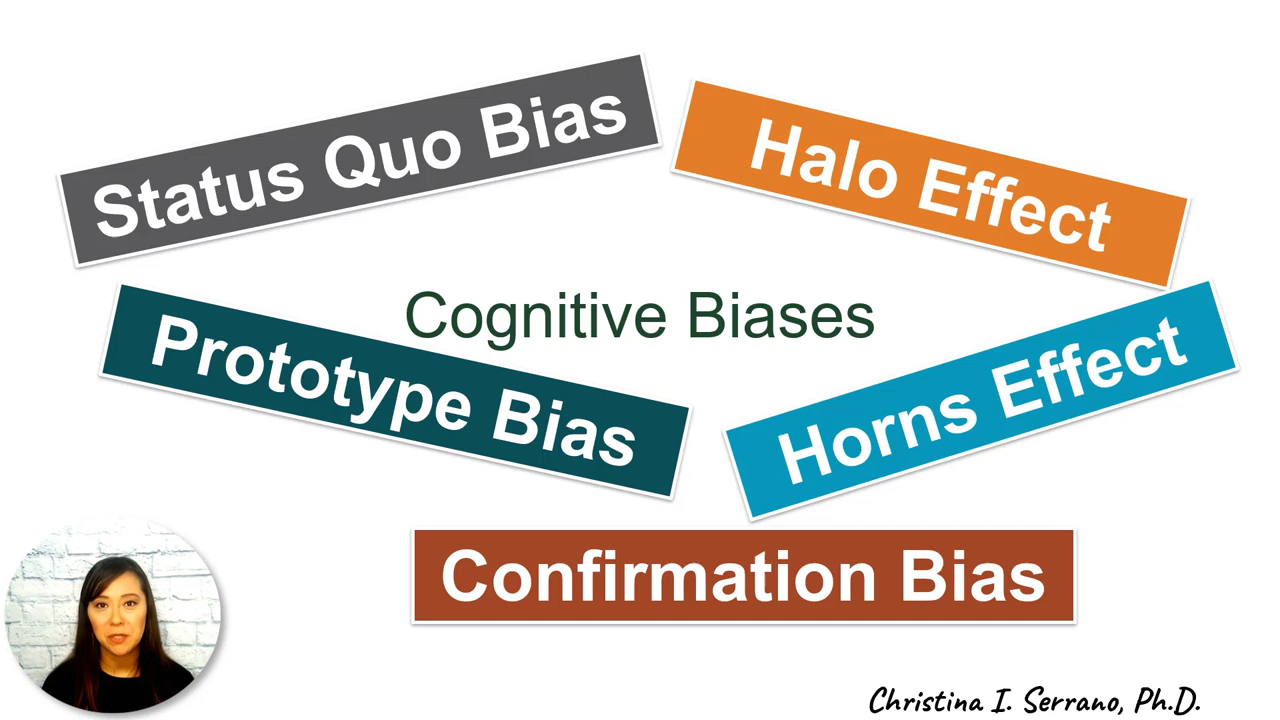 Status Quo Bias
Halo Effect
Cognitive Biases
Prototype Bias
Horns Effect
Confirmation Bias
Christina I. Serrano, Ph.D.